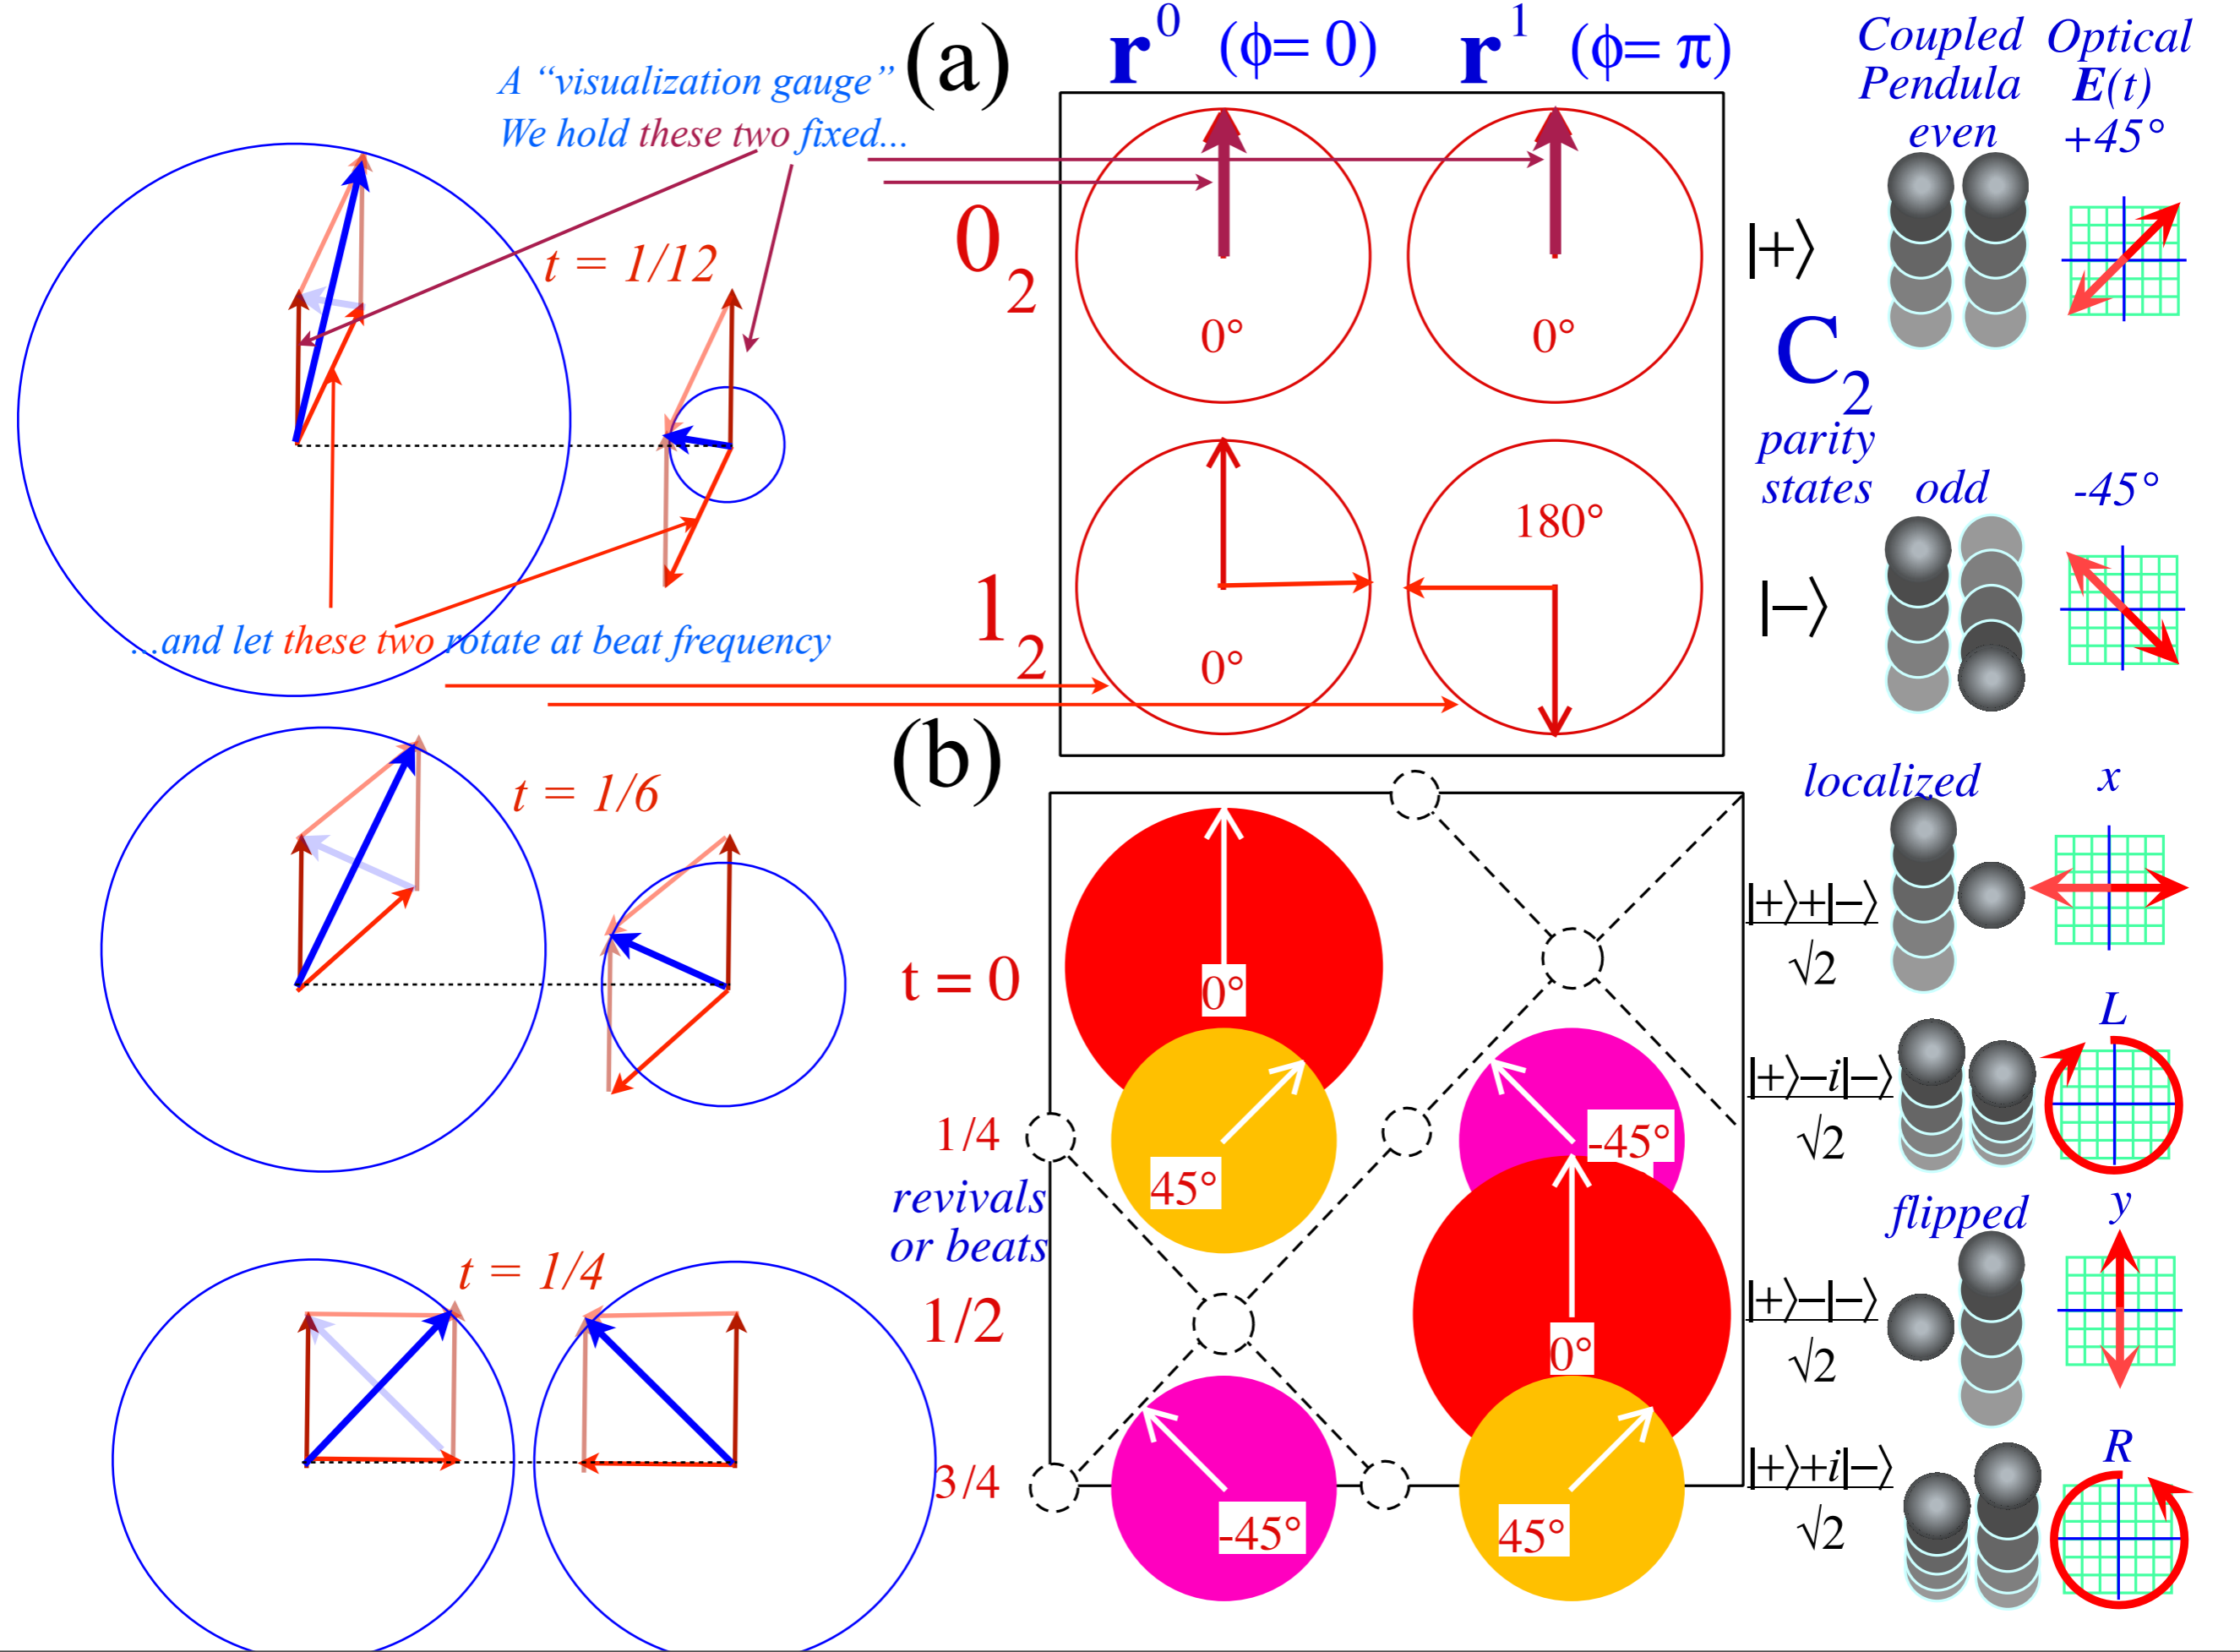 A “visualization gauge”
We hold these two fixed...
t = 1/12
...and let these two rotate at beat frequency
t = 1/6
t = 1/4
(a)
r⁰ (ϕ= 0) r¹ (ϕ= π)
0₂
0°
0°
1₂
0°
180°
|+⟩
C₂
parity
states
|−⟩
Coupled
Pendula
even
odd
Optical
E(t)
+45°
-45°
(b)
t = 0
1/4
revivals
or beats
1/2
3/4
0°
45°
-45°
0°
-45°
45°
localized
x
|+⟩+|−⟩
√2
L
|+⟩−i|−⟩
√2
flipped
y
|+⟩−|−⟩
√2
R
|+⟩+i|−⟩
√2